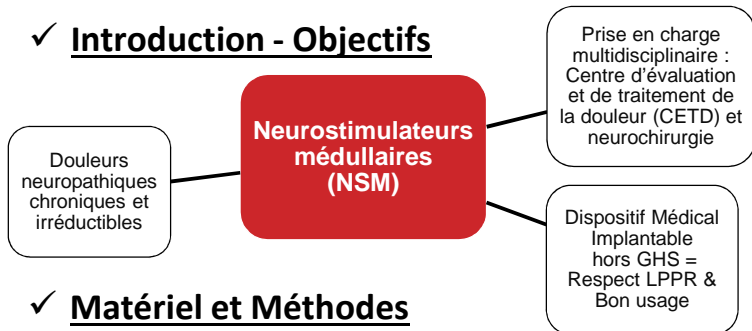 ✓ Introduction - Objectifs
Prise en charge
multidisciplinaire :
Centre d'évaluation
et de traitement de
la douleur (CETD) et
neurochirurgie
Neurostimulateurs
médullaires
(NSM)
Douleurs
neuropathiques
chroniques et
irréductibles
Dispositif Médical
Implantable
hors GHS =
Respect LPPR &
Bon usage
✓ Matériel et Méthodes